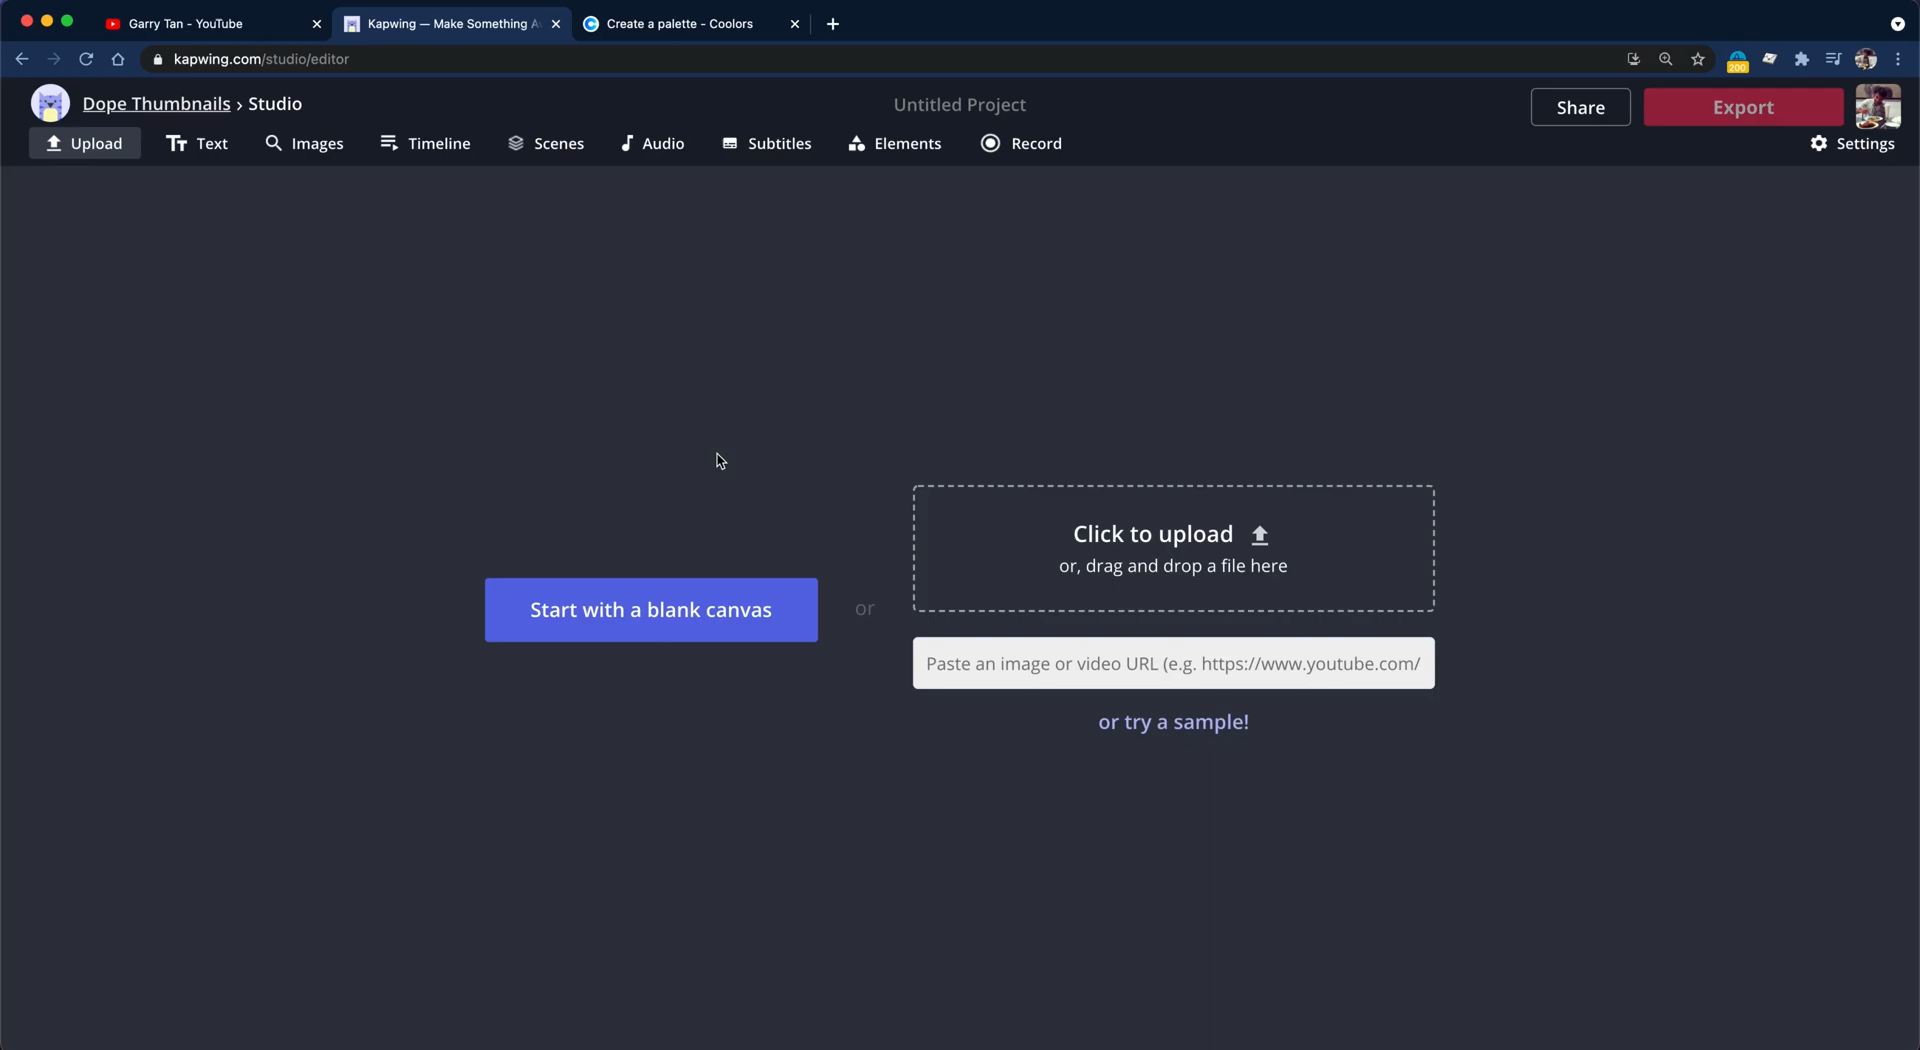 Garry Tan - YouTube
Kapwing — Make Something A
Create a palette - Coolors
kapwing.com/studio/editor
200
Dope Thumbnails › Studio
Untitled Project
Share
Export
Upload
Text
Images
Timeline
Scenes
Audio
Subtitles
Elements
Record
Settings
Click to upload
or, drag and drop a file here
Start with a blank canvas
or
Paste an image or video URL (e.g. https://www.youtube.com/
or try a sample!